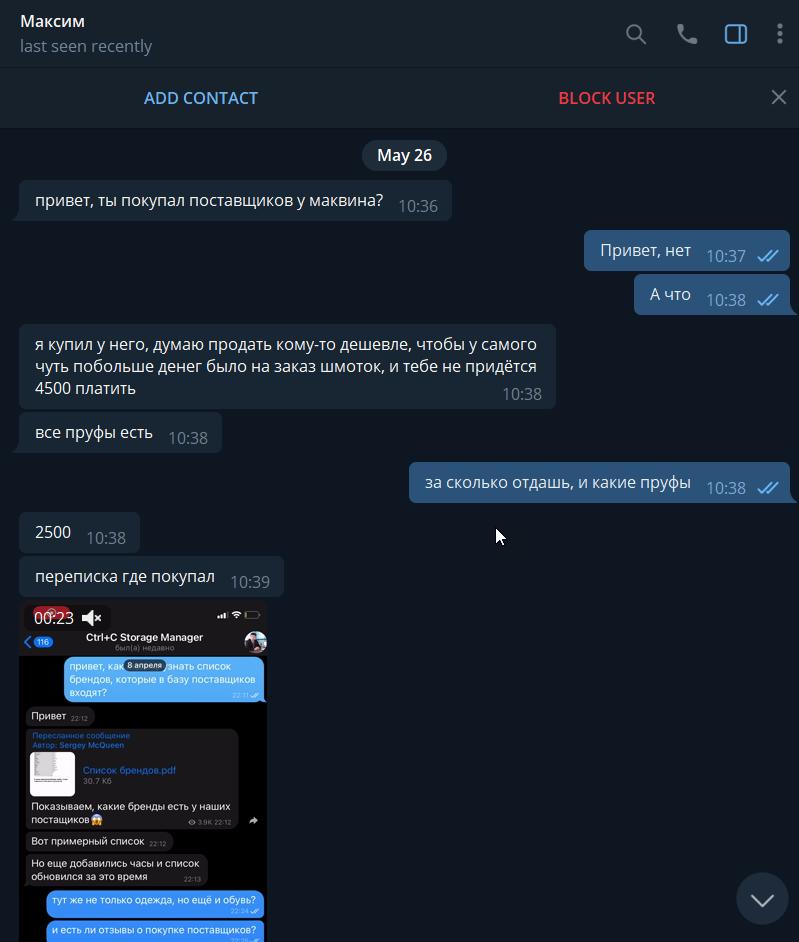 Максим
last seen recently
ADD CONTACT
BLOCK USER
May 26
привет, ты покупал поставщиков у маквина?
10:36
Привет, нет
10:37
А что
10:38
я купил у него, думаю продать кому-то дешевле, чтобы у самого
чуть побольше денег было на заказ шмоток, и тебе не придётся
4500 платить
10:38
все пруфы есть
10:38
за сколько отдашь, и какие пруфы
10:38
2500
10:38
переписка где покупал
10:39
00:23
116
Ctrl+C Storage Manager
был(а) недавно
8 апреля
привет, как узнать список
брендов, которые в базу поставщиков
входят?
22:11
Привет
22:12
Пересланное сообщение
Автор: Sergey McQueen
Список брендов.pdf
30.7 Кб
Показываем, какие бренды есть у наших
постащиков
3.9K 22:12
Вот примерный список
22:12
Но еще добавились часы и список
обновился за это время
22:13
тут же не только одежда, но ещё и обувь?
22:24
и есть ли отзывы о покупке поставщиков?